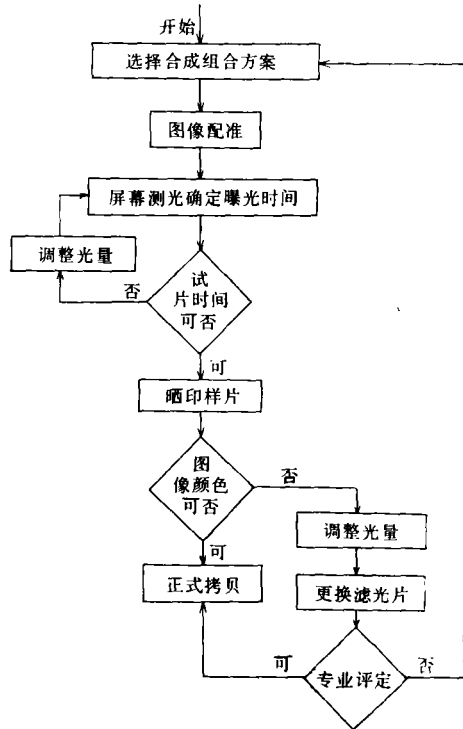 开始
选择合成组合方案
图像配准
屏幕测光确定曝光时间
调整光量
试
片时间
可否
否
可
晒印样片
图
像颜色
可否
否
调整光量
可
正式拷贝
更换滤光片
可
专业评定
否